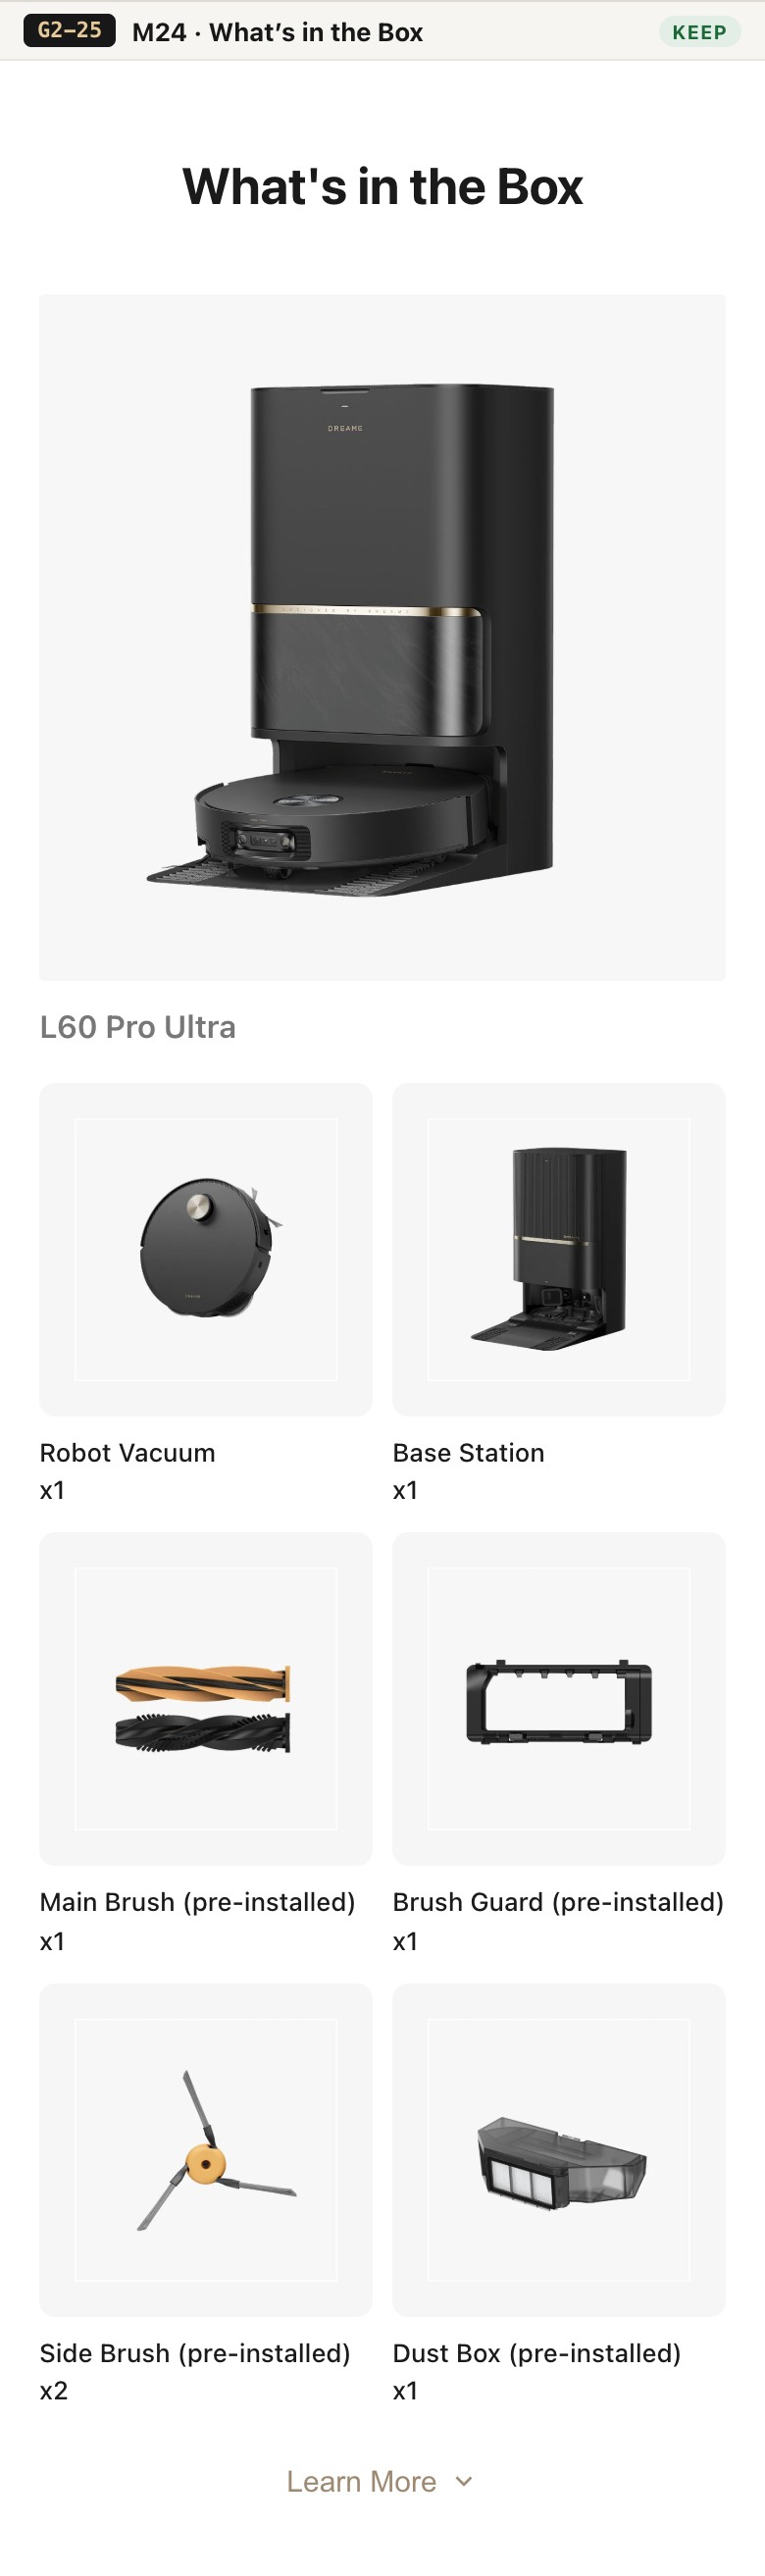 G2–25 M24 · What’s in the Box KEEP
What's in the Box
DREAME
L60 Pro Ultra
Robot Vacuum
x1
Base Station
x1
Main Brush (pre-installed)
x1
Brush Guard (pre-installed)
x1
Side Brush (pre-installed)
x2
Dust Box (pre-installed)
x1
Learn More